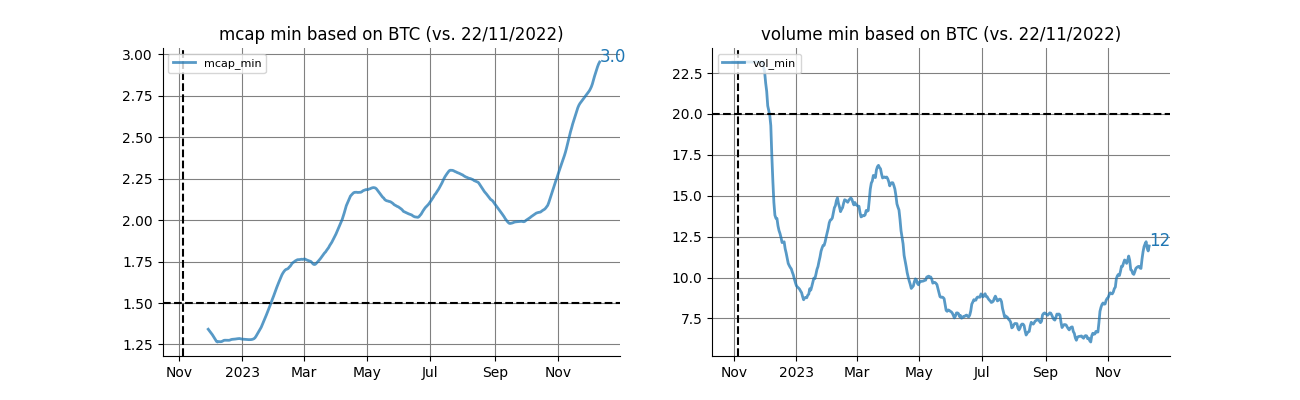 mcap min based on BTC (vs. 22/11/2022)
3.00
2.75
2.50
2.25
2.00
1.75
1.50
1.25
mcap_min
3.0
Nov
2023
Mar
May
Jul
Sep
Nov
volume min based on BTC (vs. 22/11/2022)
22.5
20.0
17.5
15.0
12.5
10.0
7.5
vol_min
12
Nov
2023
Mar
May
Jul
Sep
Nov